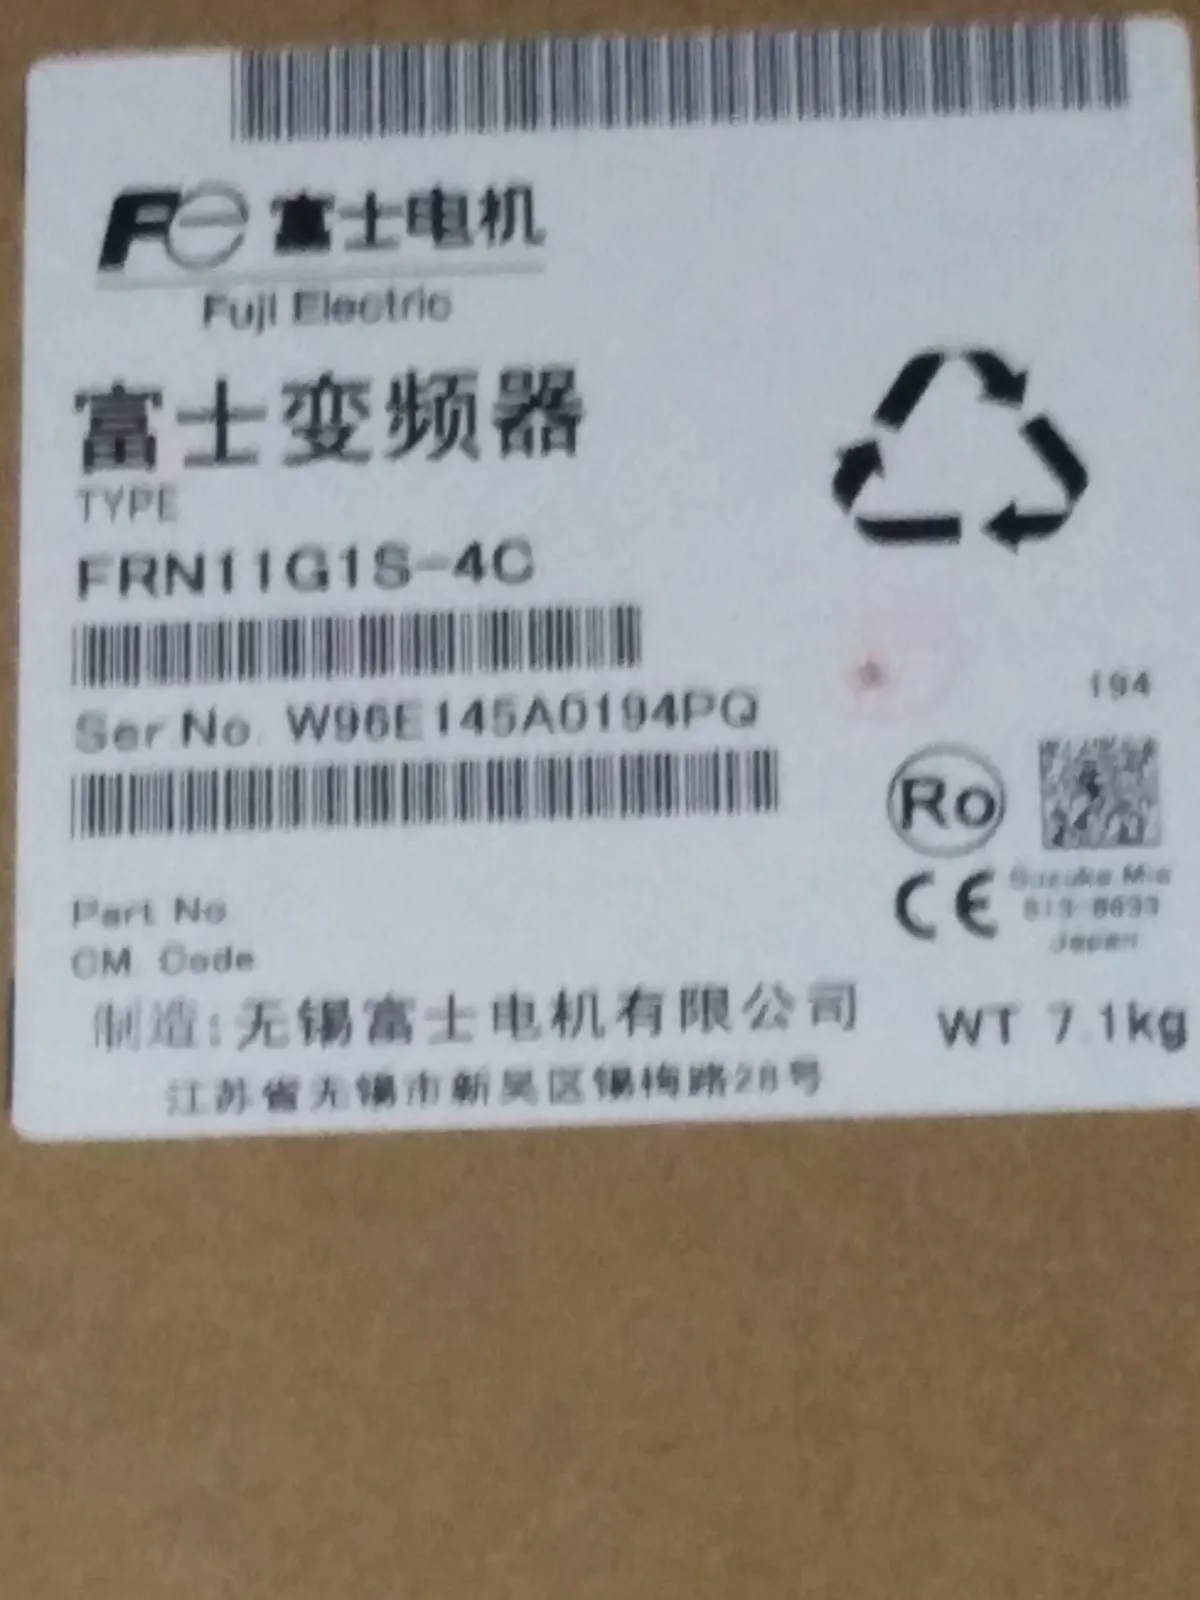 Fe 富士电机
Fuji Electric
富士变频器
TYPE
FRN11G1S-4C
194
Ser No. W96E145A0194PQ
Ro
CE
Suzuka Mie
513-8633
Japan
Part No
CM. Code
制造:无锡富士电机有限公司
WT 7.1kg
江苏省无锡市新吴区锡梅路28号